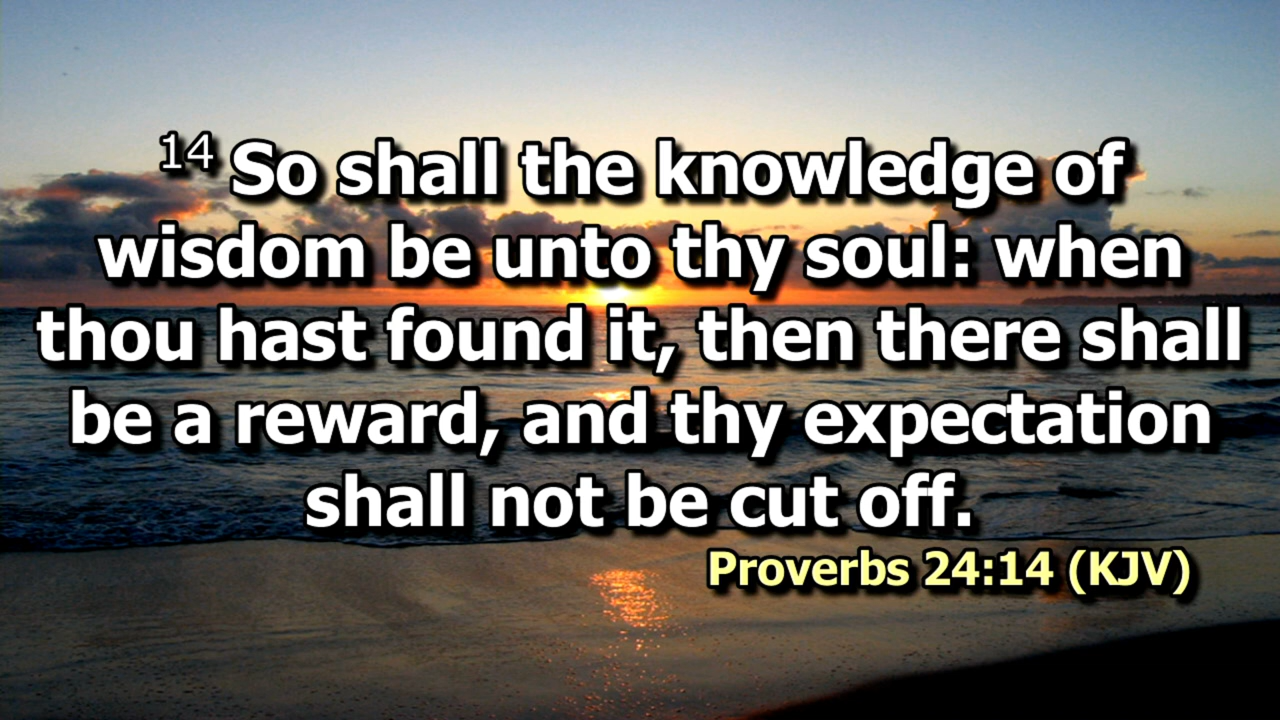 14 So shall the knowledge of
wisdom be unto thy soul: when
thou hast found it, then there shall
be a reward, and thy expectation
shall not be cut off.
Proverbs 24:14 (KJV)